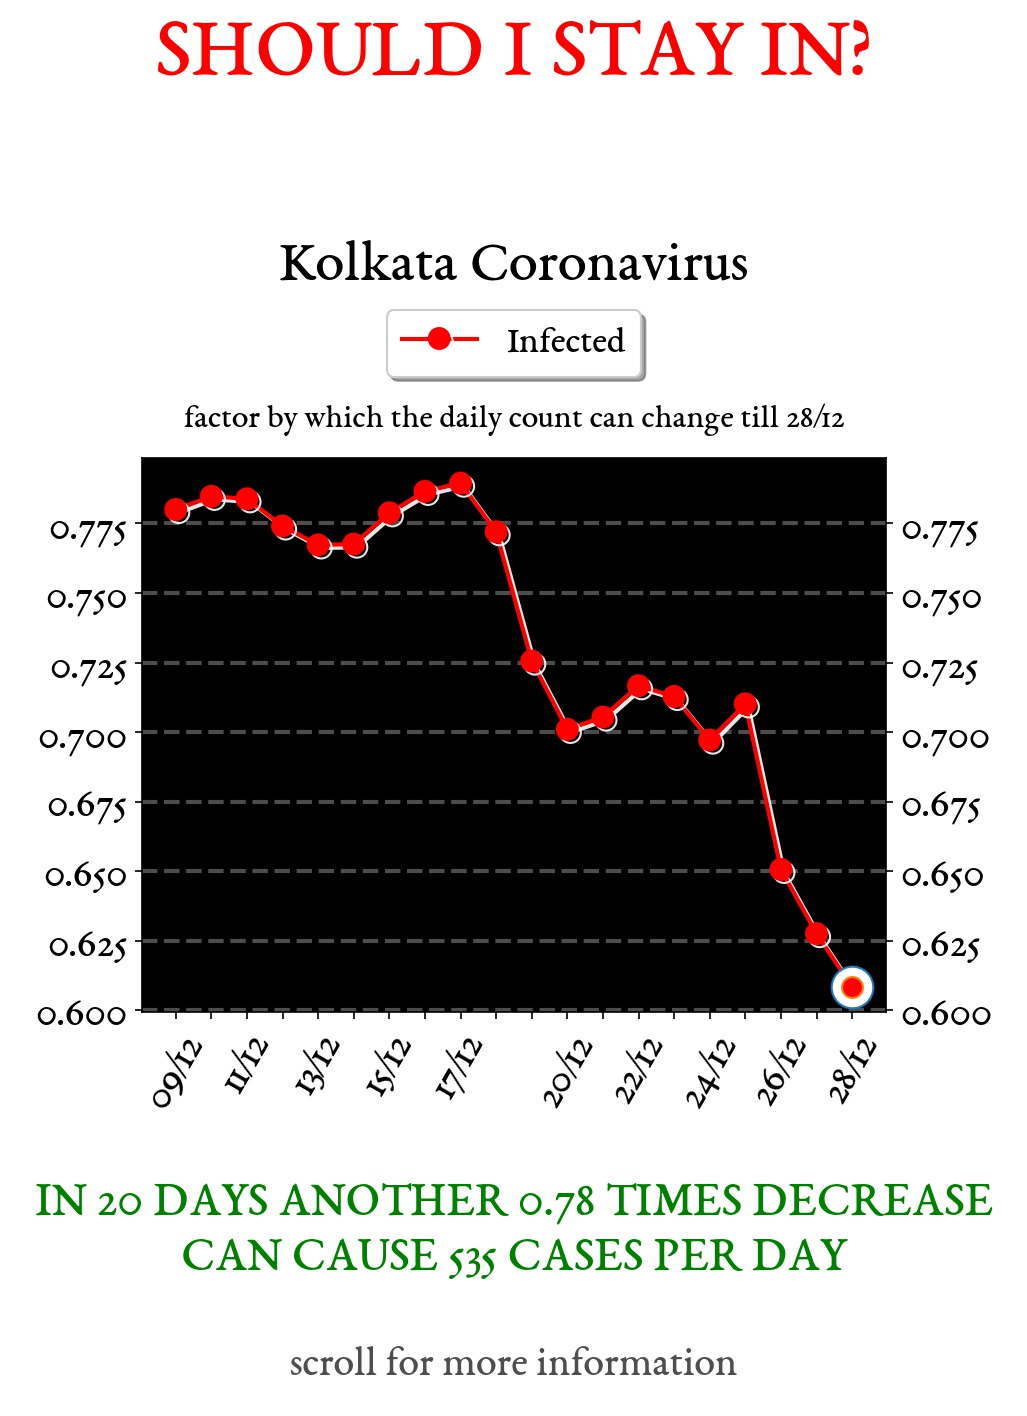 SHOULD I STAY IN?
Kolkata Coronavirus
Infected
factor by which the daily count can change till 28/12
0.775 0.775
0.750 0.750
0.725 0.725
0.700 0.700
0.675 0.675
0.650 0.650
0.625 0.625
0.600 0.600
09/12 11/12 13/12 15/12 17/12 20/12 22/12 24/12 26/12 28/12
IN 20 DAYS ANOTHER 0.78 TIMES DECREASE
CAN CAUSE 535 CASES PER DAY
scroll for more information